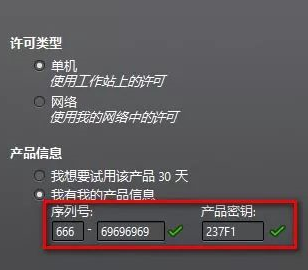 许可类型
单机
使用工作站上的许可
网络
使用我的网络中的许可
产品信息
我想要试用该产品 30 天
我有我的产品信息
序列号: 产品密钥:
666 - 69696969 237F1